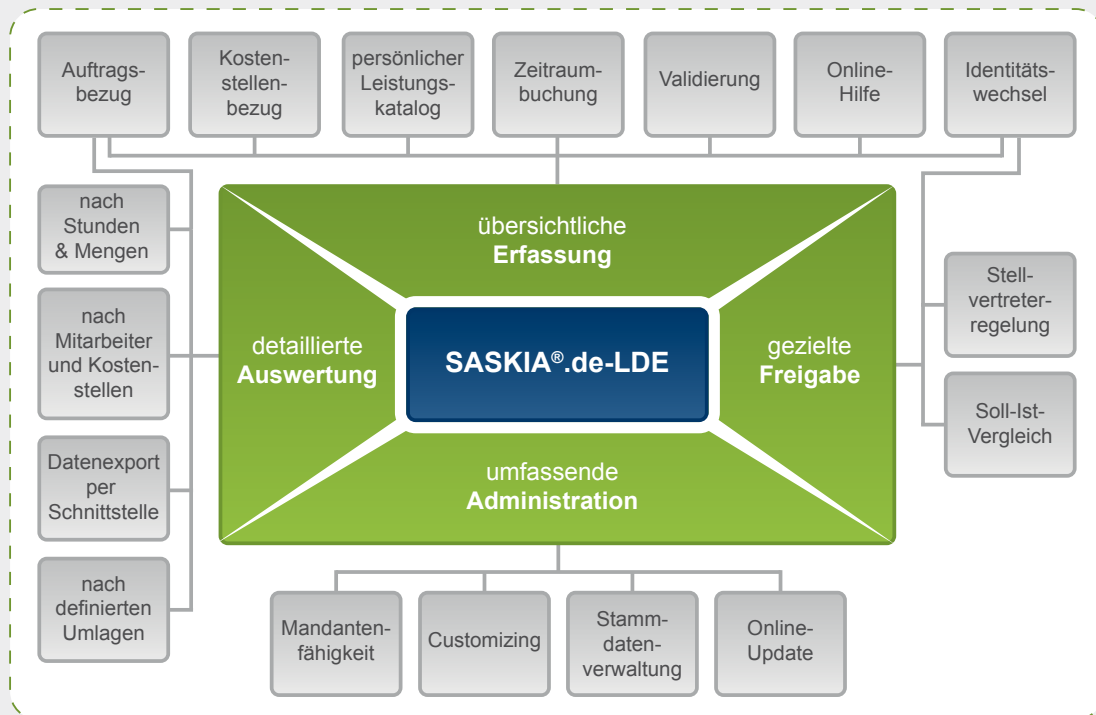 Auftrags-
bezug
Kosten-
stellen-
bezug
persönlicher
Leistungs-
katalog
Zeitraum-
buchung
Validierung
Online-
Hilfe
Identitäts-
wechsel
nach
Stunden
& Mengen
nach
Mitarbeiter
und Kosten-
stellen
Datenexport
per
Schnittstelle
nach
definierten
Umlagen
übersichtliche
Erfassung
detaillierte
Auswertung
SASKIA®.de-LDE
gezielte
Freigabe
umfassende
Administration
Stell-
vertreter-
regelung
Soll-Ist-
Vergleich
Mandanten-
fähigkeit
Customizing
Stamm-
daten-
verwaltung
Online-
Update